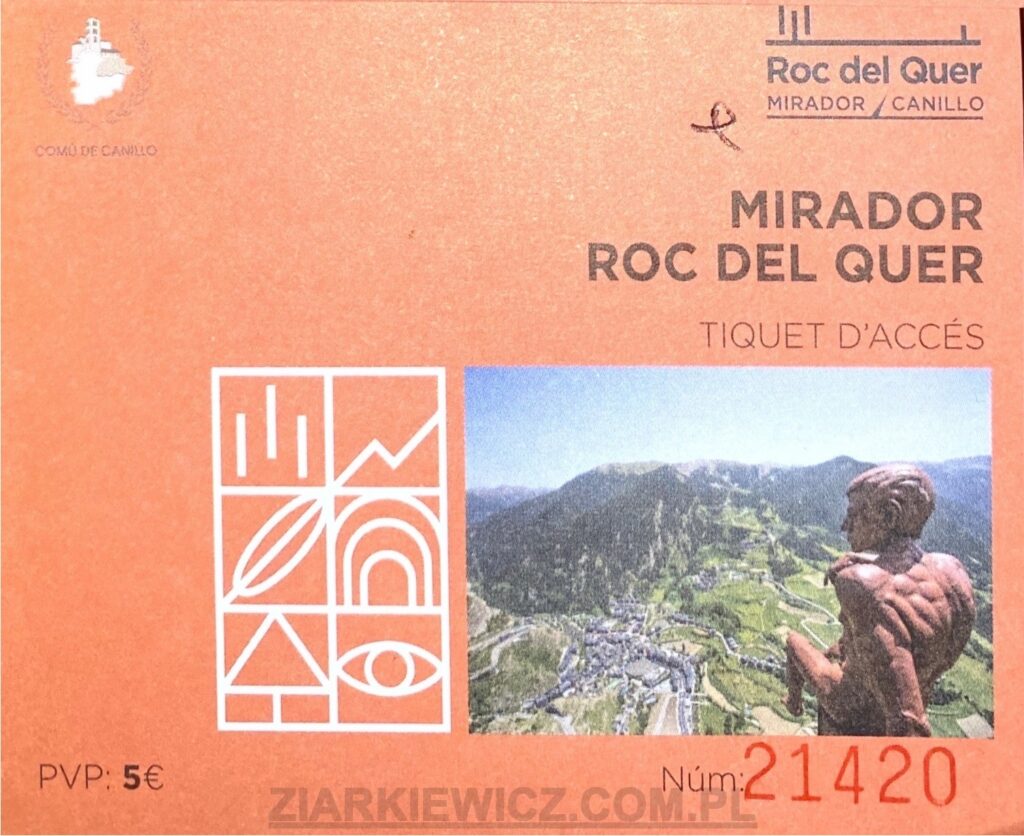 COMÚ DE CANILLO
Roc del Quer
MIRADOR / CANILLO
MIRADOR
ROC DEL QUER
TIQUET D'ACCÉS
PVP: 5€
Núm: 21420
ZIARKIEWICZ.COM.PL